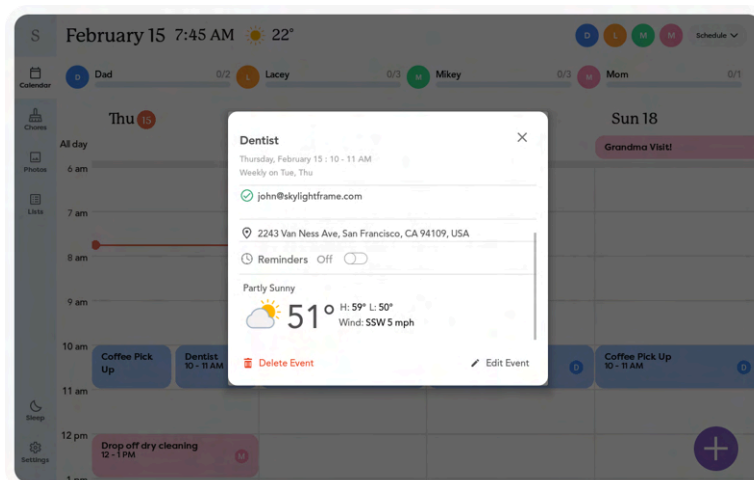 S
February 15 7:45 AM 22°
D L M M Schedule
Calendar
D Dad 0/2
L Lacey 0/3
M Mikey 0/3
M Mom 0/1
Chores
Photos
Lists
Sleep
Settings
Thu 15
Sun 18
All day
Grandma Visit!
6 am
7 am
8 am
9 am
10 am
11 am
12 pm
1 pm
Coffee Pick
Up
Dentist
10 - 11 AM
D
Coffee Pick Up
10 - 11 AM
D
Drop off dry cleaning
12 - 1 PM
M
Dentist
Thursday, February 15 : 10 - 11 AM
Weekly on Tue, Thu
john@skylightframe.com
2243 Van Ness Ave, San Francisco, CA 94109, USA
Reminders Off
Partly Sunny
51° H: 59° L: 50°
Wind: SSW 5 mph
Delete Event
Edit Event